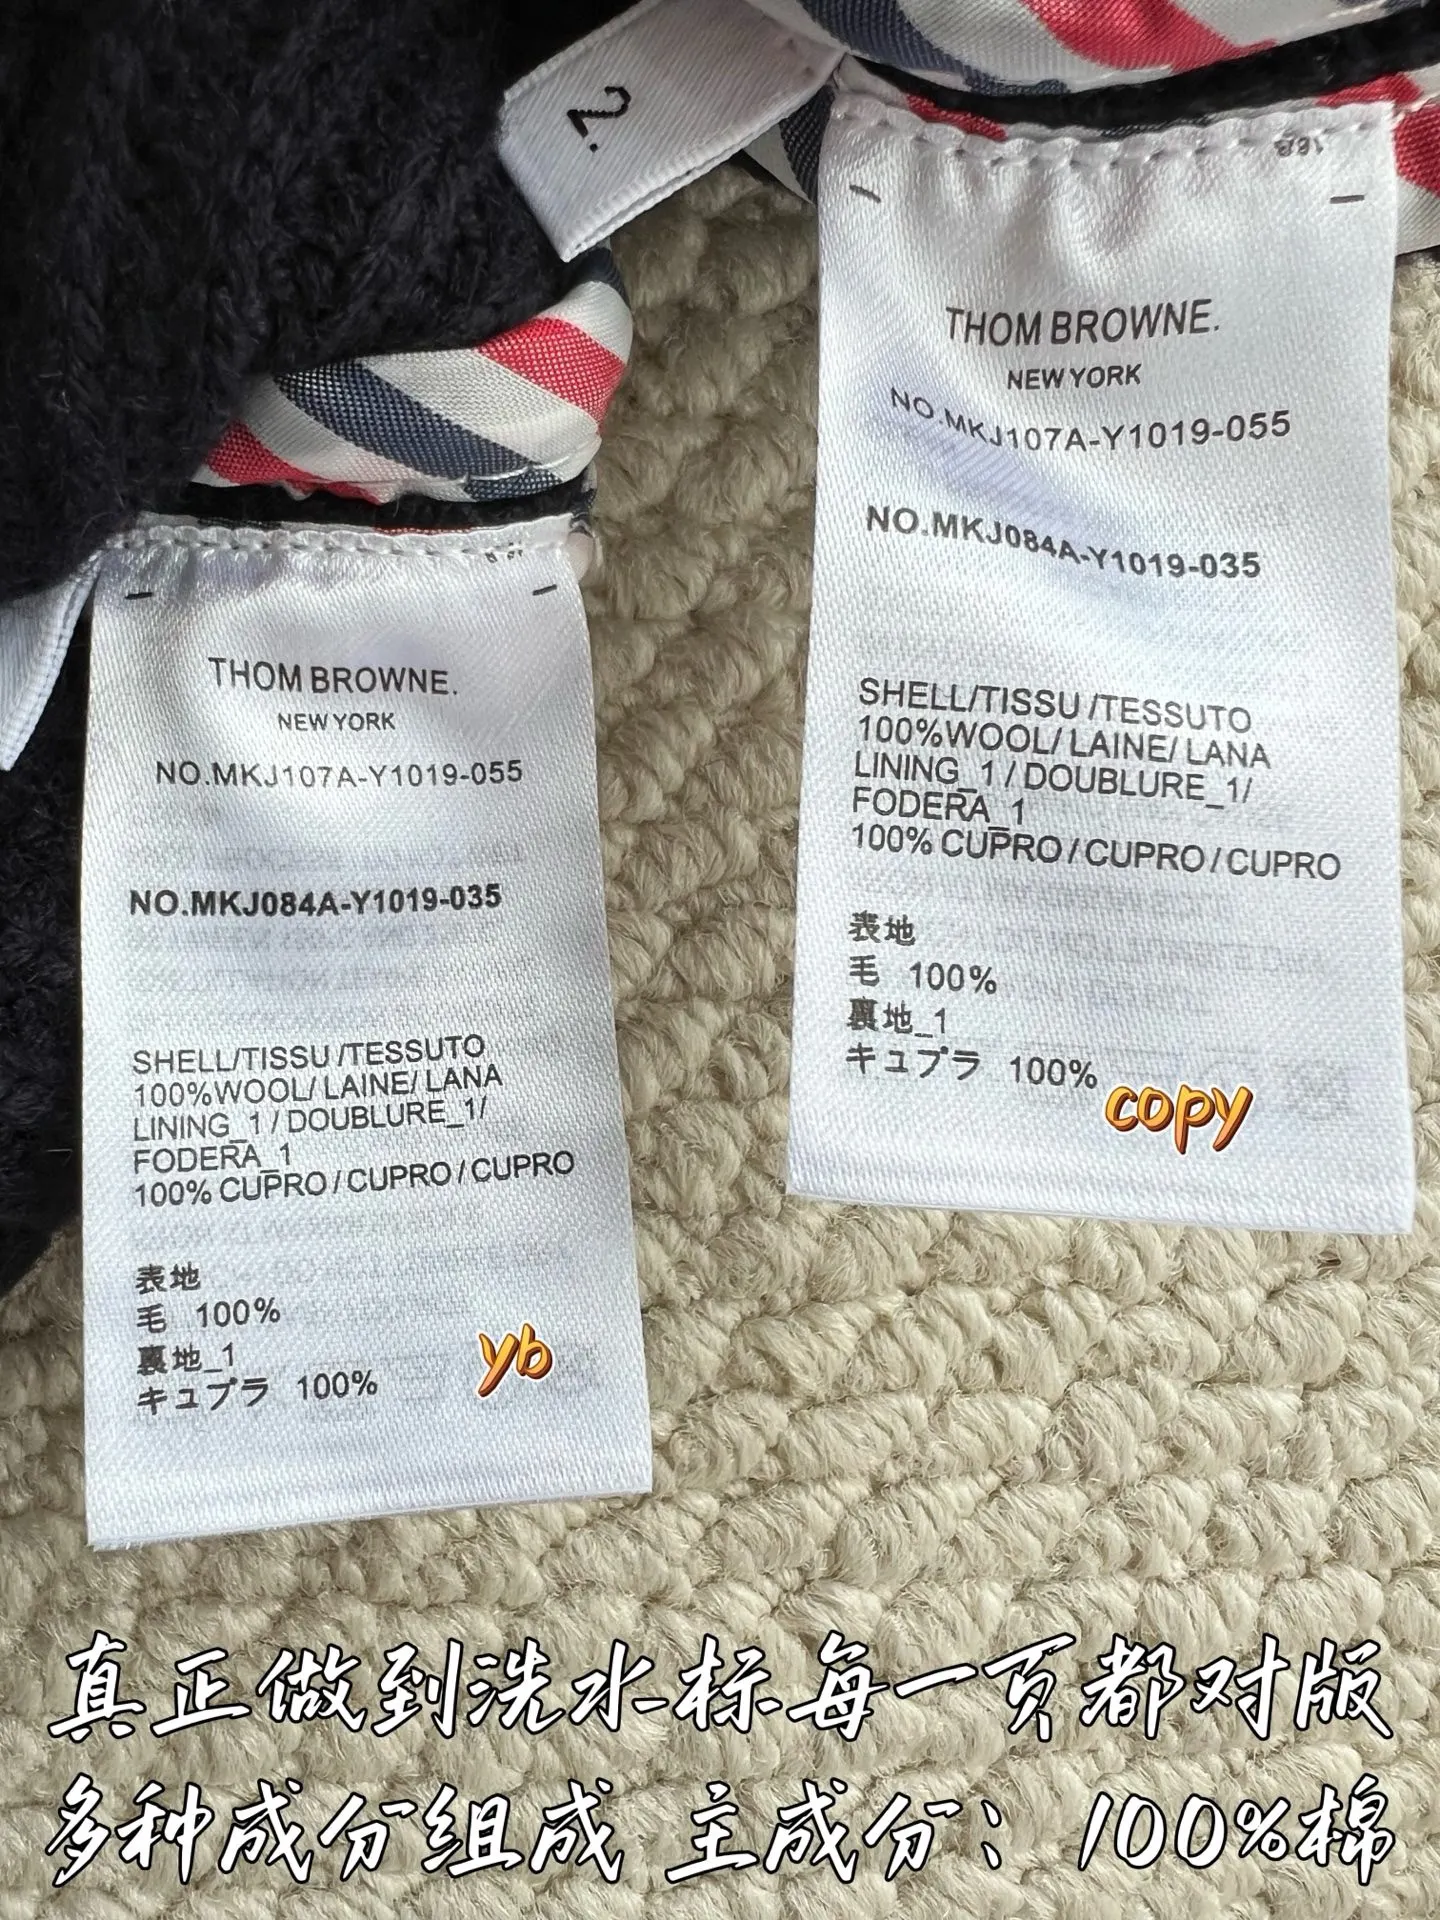 2.
THOM BROWNE.
NEW YORK
NO.MKJ107A-Y1019-055
NO.MKJ084A-Y1019-035
SHELL/TISSU /TESSUTO
100%WOOL/ LAINE/ LANA
LINING_1 / DOUBLURE_1/
FODERA_1
100% CUPRO / CUPRO / CUPRO
表地
毛 100%
裏地_1
キュプラ 100%
yb
THOM BROWNE.
NEW YORK
NO.MKJ107A-Y1019-055
NO.MKJ084A-Y1019-035
SHELL/TISSU /TESSUTO
100%WOOL/ LAINE/ LANA
LINING_1 / DOUBLURE_1/
FODERA_1
100% CUPRO / CUPRO / CUPRO
表地
毛 100%
裏地_1
キュプラ 100%
copy
真正做到洗水标每一页都对版
多种成分组成 主成分：100%棉